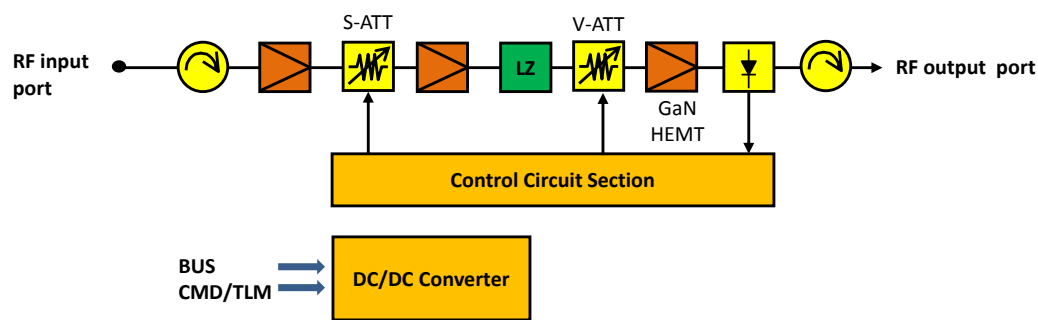 S-ATT
V-ATT
RF input
port
LZ
RF output port
GaN
HEMT
Control Circuit Section
BUS
CMD/TLM
DC/DC Converter